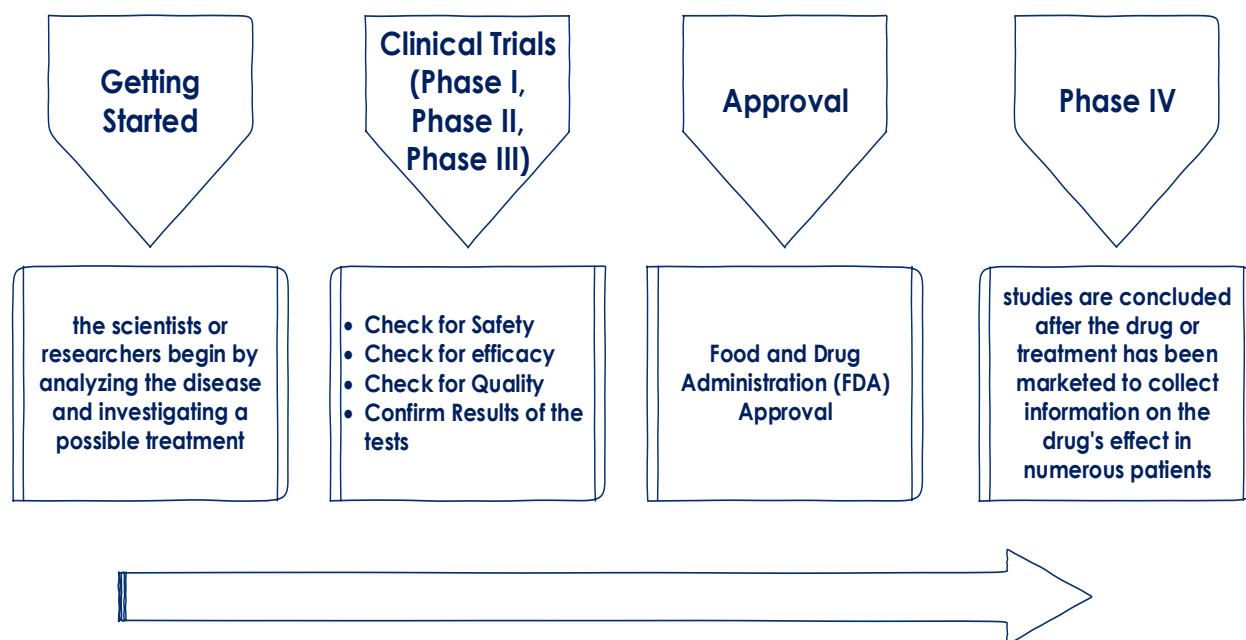 Getting
Started
Clinical Trials
(Phase I,
Phase II,
Phase III)
Approval
Phase IV
the scientists or
researchers begin by
analyzing the disease
and investigating a
possible treatment
• Check for Safety
• Check for efficacy
• Check for Quality
• Confirm Results of the
tests
Food and Drug
Administration (FDA)
Approval
studies are concluded
after the drug or
treatment has been
marketed to collect
information on the
drug's effect in
numerous patients